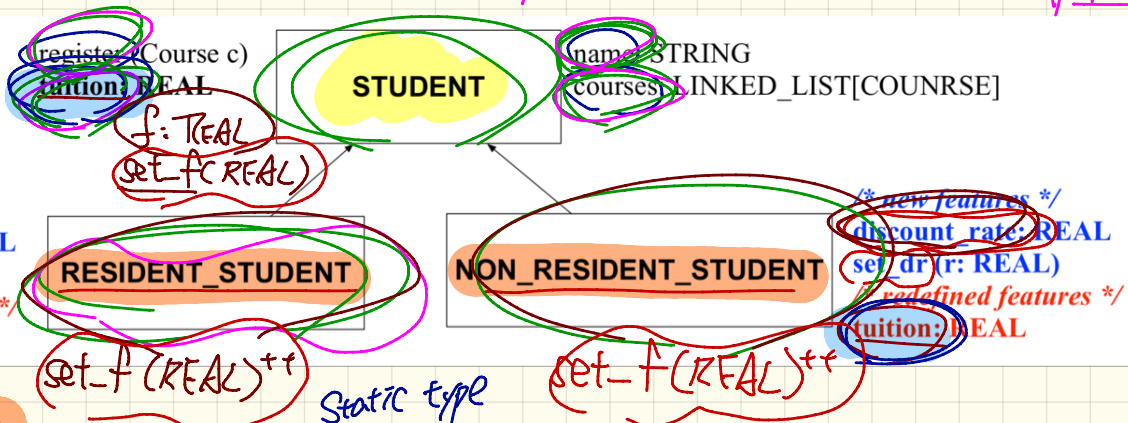 register (Course c)
tuition: REAL
STUDENT
name: STRING
courses: LINKED_LIST[COUNRSE]
f: REAL
set_f(REAL)
L
*/
RESIDENT_STUDENT
NON_RESIDENT_STUDENT
/* new features */
discount_rate: REAL
set_dr (r: REAL)
/* redefined features */
tuition: REAL
set_f (REAL)++
set_f (REAL)++
Static type